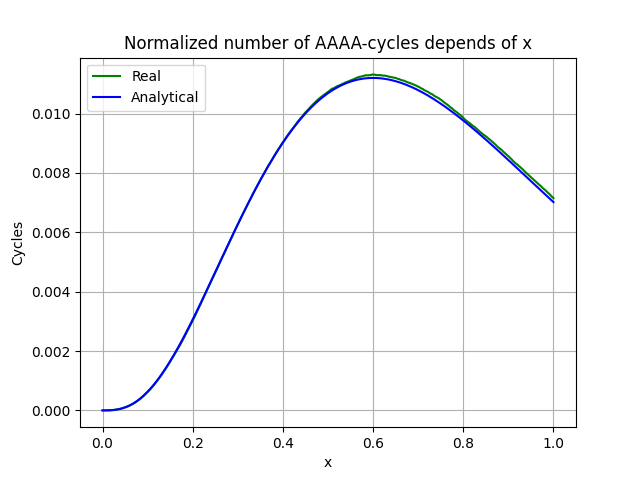 Normalized number of AAAA-cycles depends of x
Real
Analytical
0.010
0.008
0.006
0.004
0.002
0.000
Cycles
0.0 0.2 0.4 0.6 0.8 1.0
x